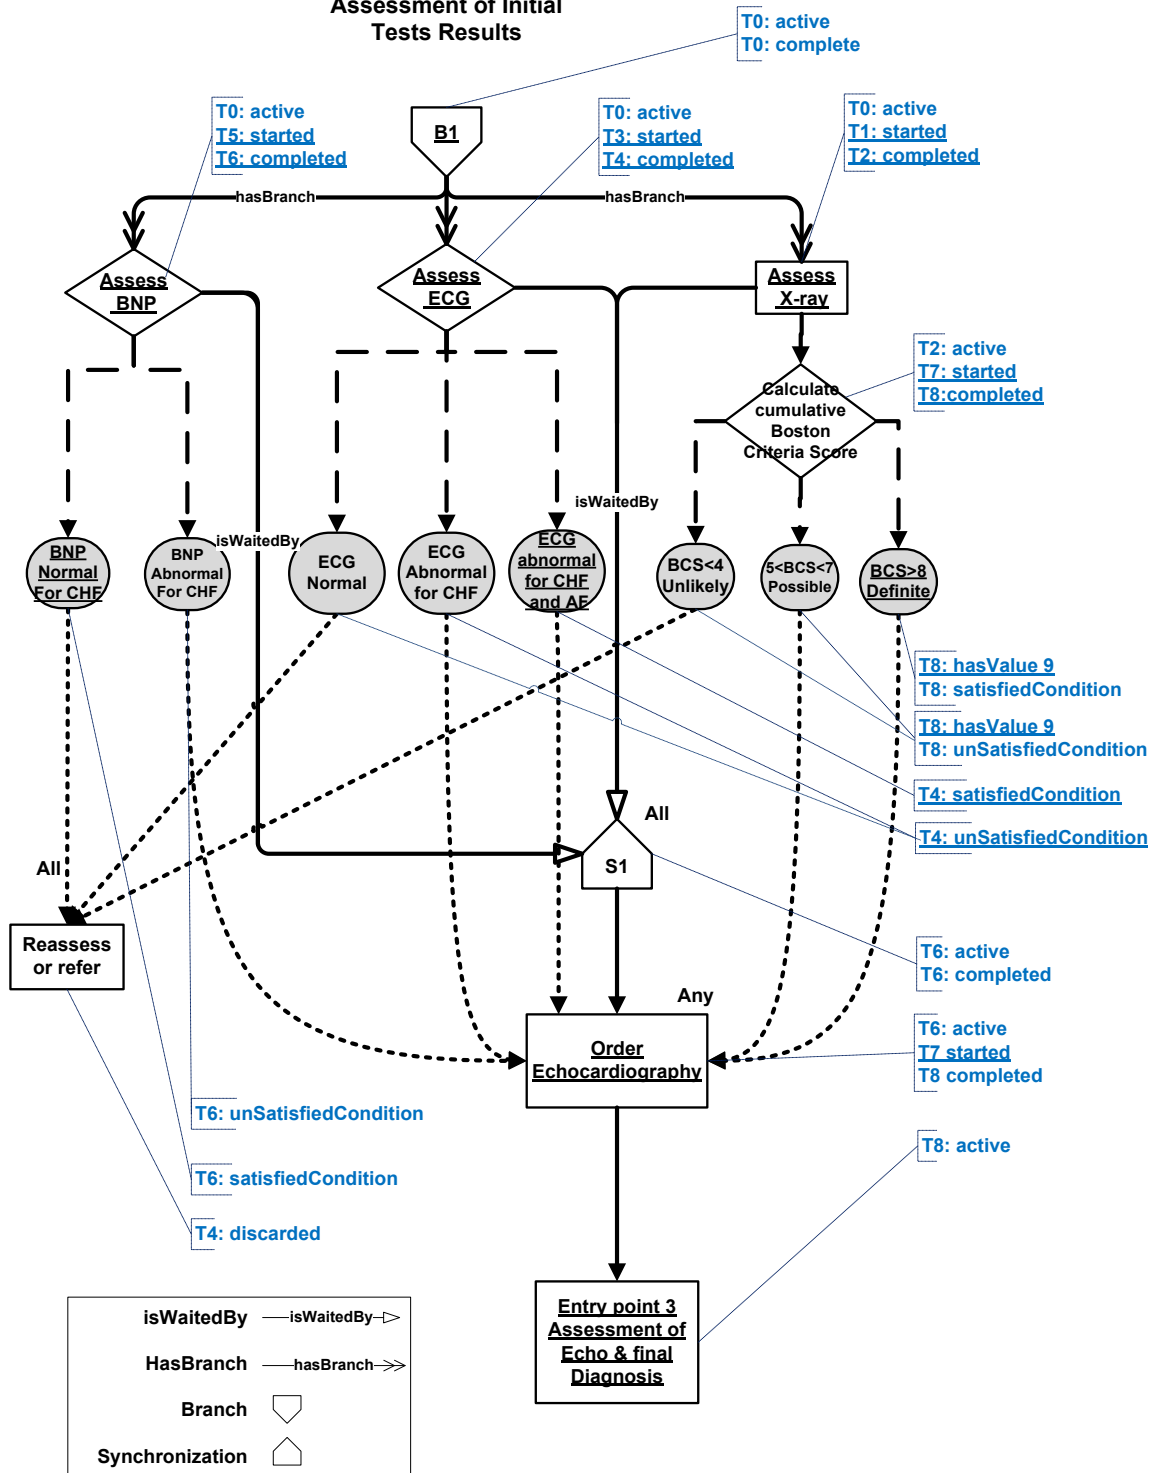 Assessment of Initial
Tests Results
T0: active
T0: complete
T0: active
T5: started
T6: completed
B1
T0: active
T3: started
T4: completed
T0: active
T1: started
T2: completed
hasBranch
hasBranch
Assess
BNP
Assess
ECG
Assess
X-ray
T2: active
T7: started
T8:completed
Calculate
cumulative
Boston
Criteria Score
isWaitedBy
isWaitedBy
BNP
Normal
For CHF
BNP
Abnormal
For CHF
ECG
Normal
ECG
Abnormal
for CHF
ECG
abnormal
for CHF
and AF
BCS<4
Unlikely
5<BCS<7
Possible
BCS>8
Definite
T8: hasValue 9
T8: satisfiedCondition
T8: hasValue 9
T8: unSatisfiedCondition
T4: satisfiedCondition
T4: unSatisfiedCondition
All
S1
All
Reassess
or refer
T6: active
T6: completed
Any
Order
Echocardiography
T6: active
T7 started
T8 completed
T6: unSatisfiedCondition
T8: active
T6: satisfiedCondition
T4: discarded
Entry point 3
Assessment of
Echo & final
Diagnosis
isWaitedBy
isWaitedBy
HasBranch
hasBranch
Branch
Synchronization